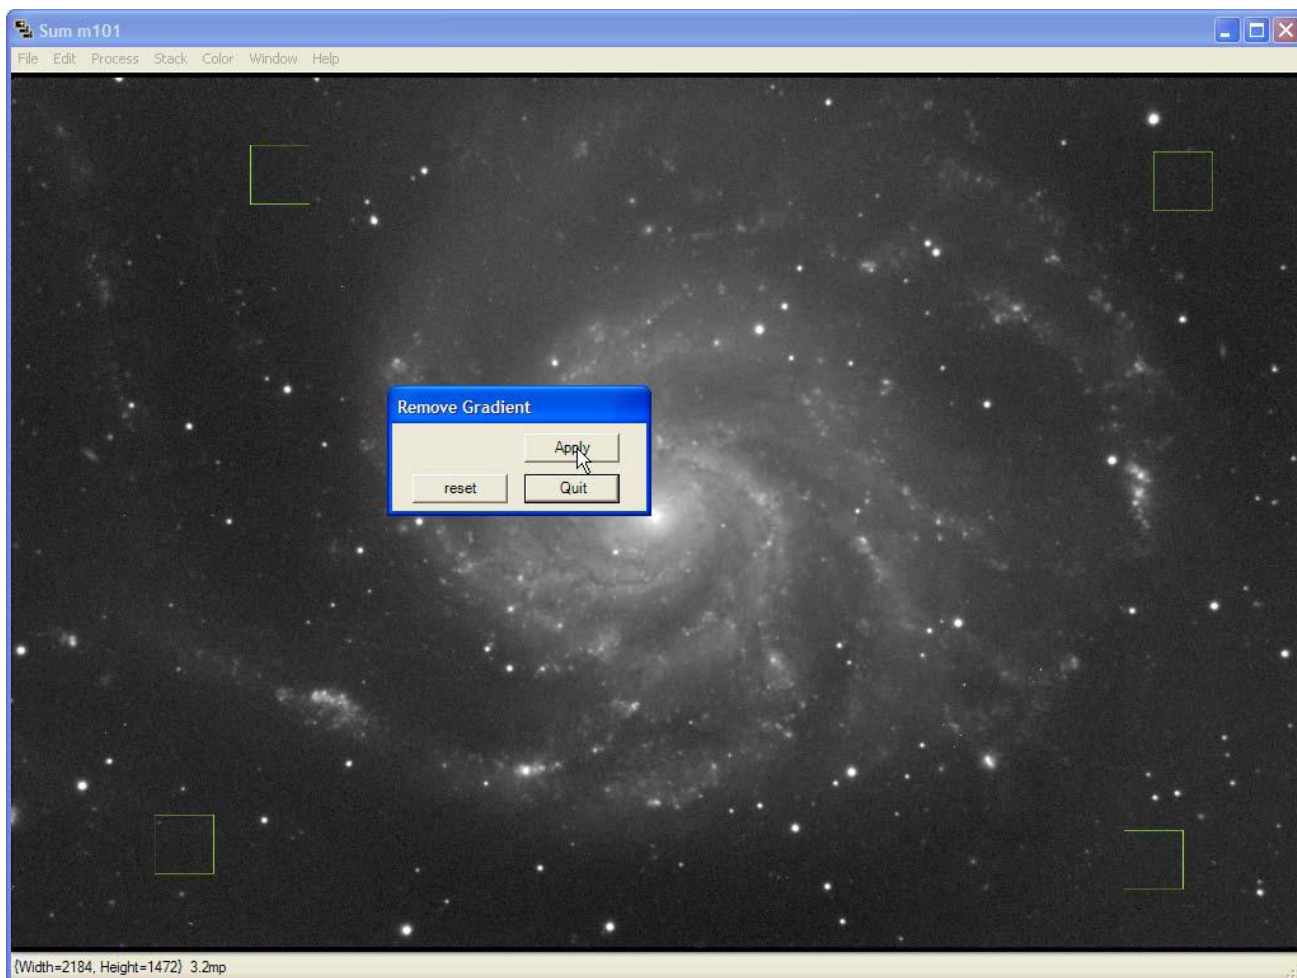 Sum m101
File Edit Process Stack Color Window Help
Remove Gradient
Apply
reset Quit
{Width=2184, Height=1472} 3.2mp